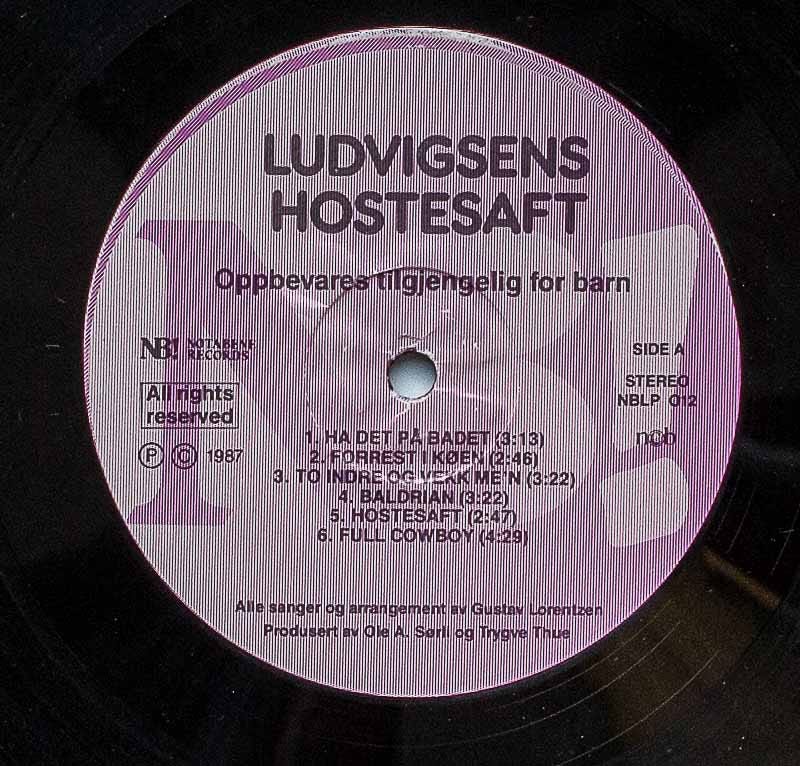 LUDVIGSENS
HOSTESAFT
Oppbevares tilgjengelig for barn
NB! NOTABENE
RECORDS
All rights
reserved
Ⓟ © 1987
SIDE A
STEREO
NBLP 012
n©b
1. HA DET PÅ BADET (3:13)
2. FORREST I KØEN (2:46)
3. TO INDRE OG VEKK ME'N (3:22)
4. BALDRIAN (3:22)
5. HOSTESAFT (2:47)
6. FULL COWBOY (4:29)
Alle sanger og arrangement av Gustav Lorentzen
Produsert av Ole A. Sørli og Trygve Thue